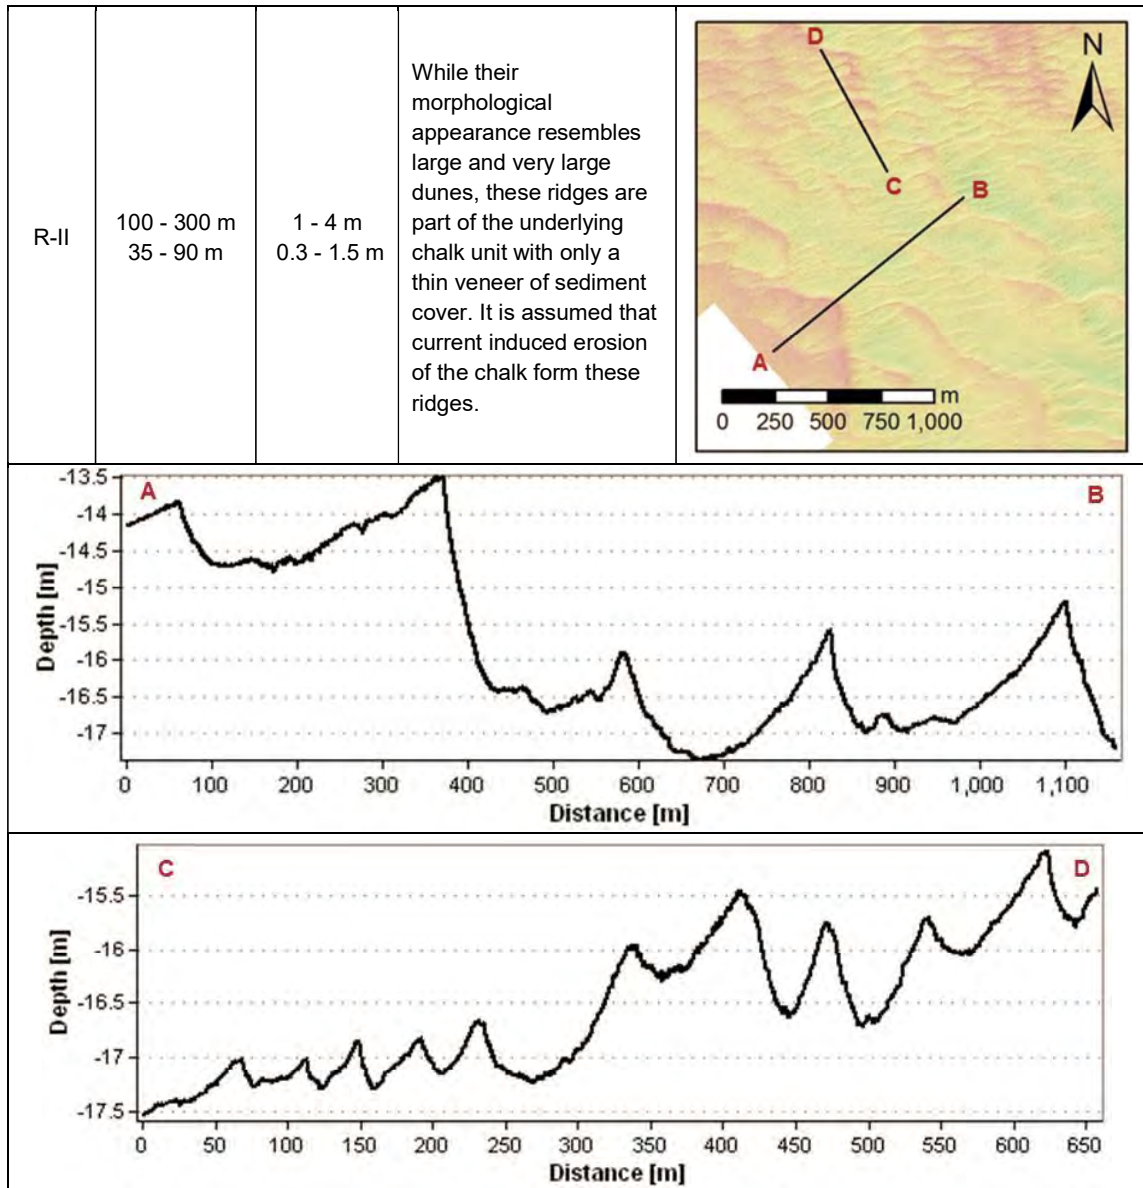 R-II
100 - 300 m
35 - 90 m
1 - 4 m
0.3 - 1.5 m
While their
morphological
appearance resembles
large and very large
dunes, these ridges are
part of the underlying
chalk unit with only a
thin veneer of sediment
cover. It is assumed that
current induced erosion
of the chalk form these
ridges.
D
N
C
B
A
m
0 250 500 750 1,000
A
B
Depth [m]
-13.5
-14
-14.5
-15
-15.5
-16
-16.5
-17
0 100 200 300 400 500 600 700 800 900 1,000 1,100
Distance [m]
C
D
Depth [m]
-15.5
-16
-16.5
-17
-17.5
0 50 100 150 200 250 300 350 400 450 500 550 600 650
Distance [m]